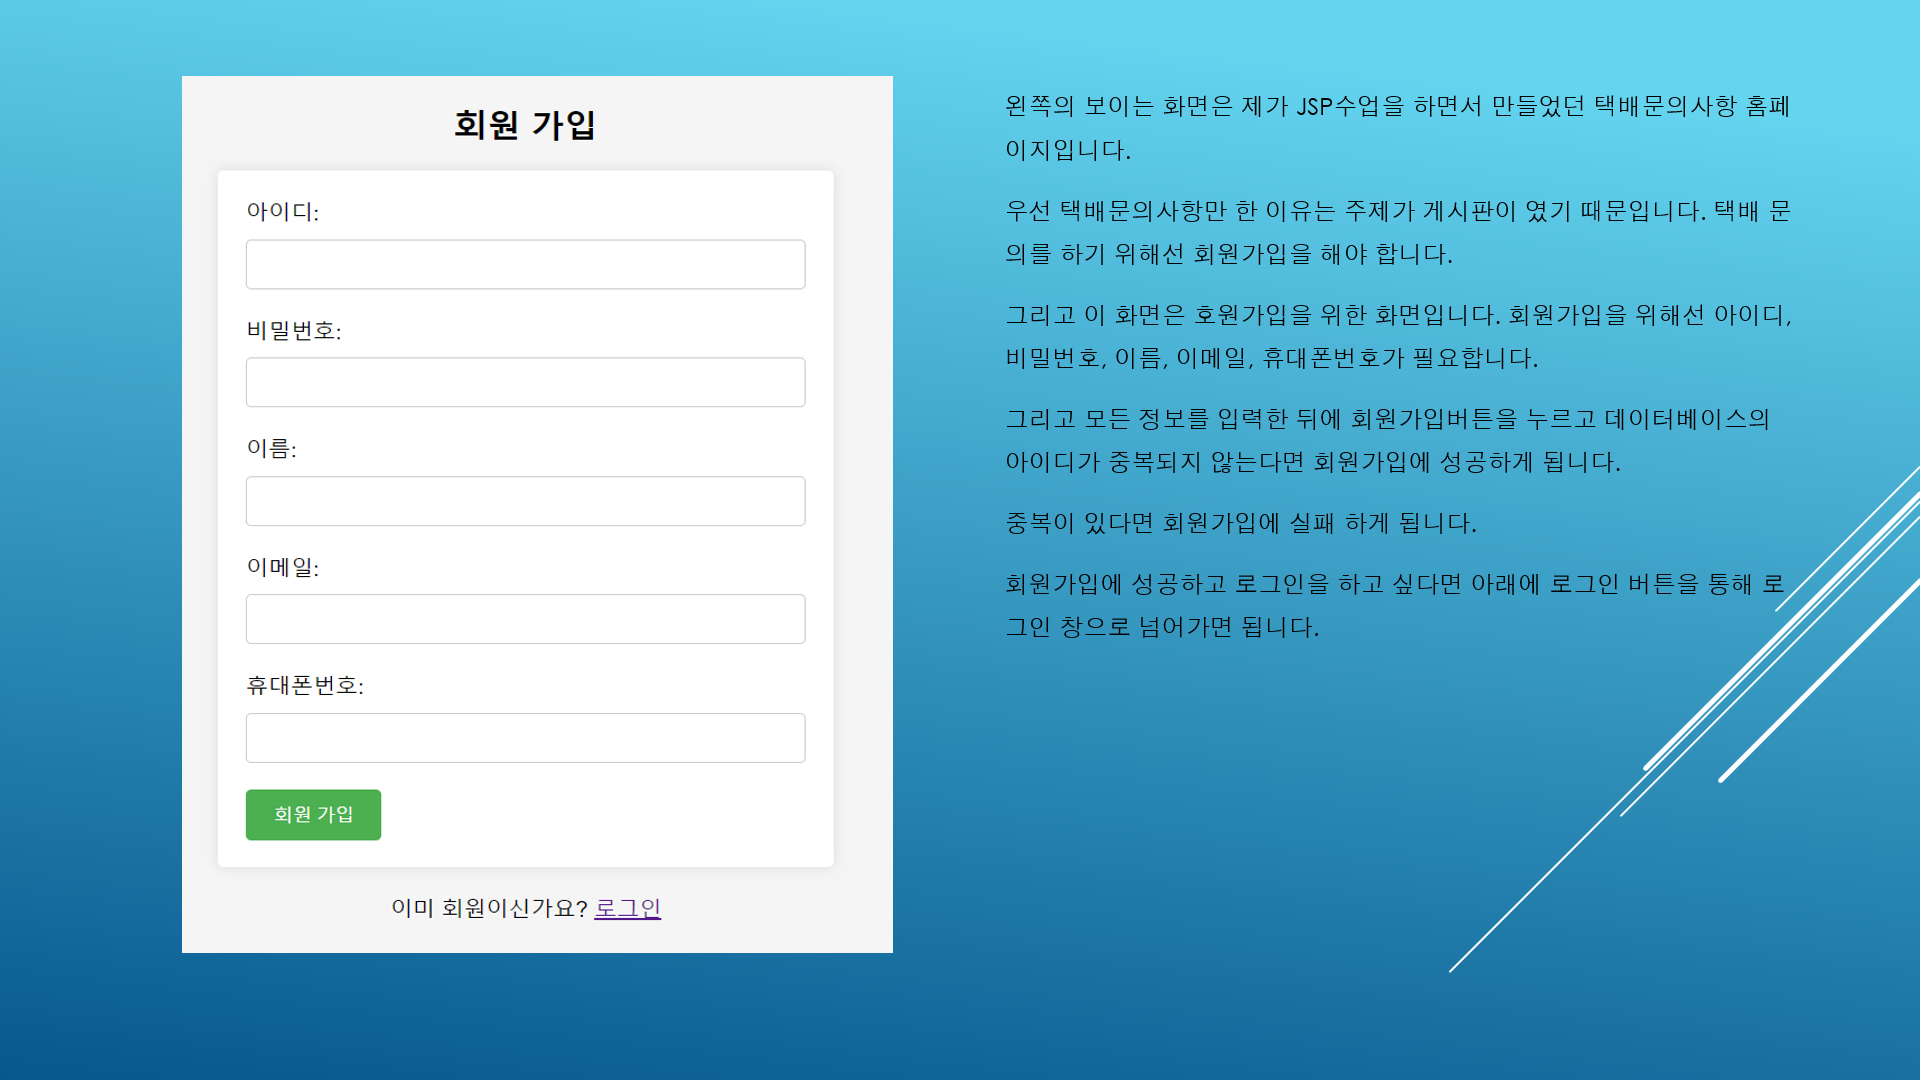 회원 가입
아이디:
비밀번호:
이름:
이메일:
휴대폰번호:
회원 가입
이미 회원이신가요? 로그인
왼쪽의 보이는 화면은 제가 JSP수업을 하면서 만들었던 택배문의사항 홈페
이지입니다.
우선 택배문의사항만 한 이유는 주제가 게시판이 였기 때문입니다. 택배 문
의를 하기 위해선 회원가입을 해야 합니다.
그리고 이 화면은 호원가입을 위한 화면입니다. 회원가입을 위해선 아이디,
비밀번호, 이름, 이메일, 휴대폰번호가 필요합니다.
그리고 모든 정보를 입력한 뒤에 회원가입버튼을 누르고 데이터베이스의
아이디가 중복되지 않는다면 회원가입에 성공하게 됩니다.
중복이 있다면 회원가입에 실패 하게 됩니다.
회원가입에 성공하고 로그인을 하고 싶다면 아래에 로그인 버튼을 통해 로
그인 창으로 넘어가면 됩니다.